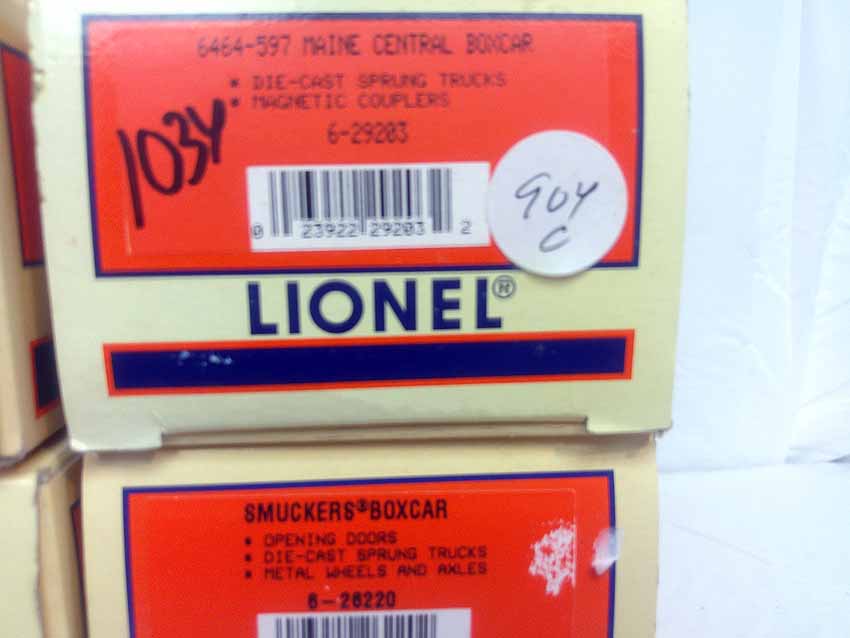 6464-597 MAINE CENTRAL BOXCAR
* DIE-CAST SPRUNG TRUCKS
* MAGNETIC COUPLERS
6-29203
1034
904
C
0 23922 29203 2
LIONEL®
SMUCKERS® BOXCAR
* OPENING DOORS
* DIE-CAST SPRUNG TRUCKS
* METAL WHEELS AND AXLES
6-26220